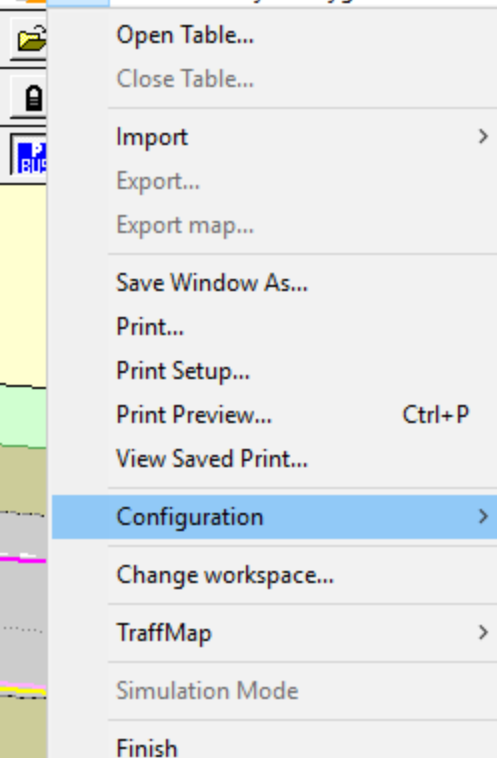 Open Table...
Close Table...
Import
Export...
Export map...
Save Window As...
Print...
Print Setup...
Print Preview... Ctrl+P
View Saved Print...
P
BUS
Configuration
Change workspace...
TraffMap
Simulation Mode
Finish